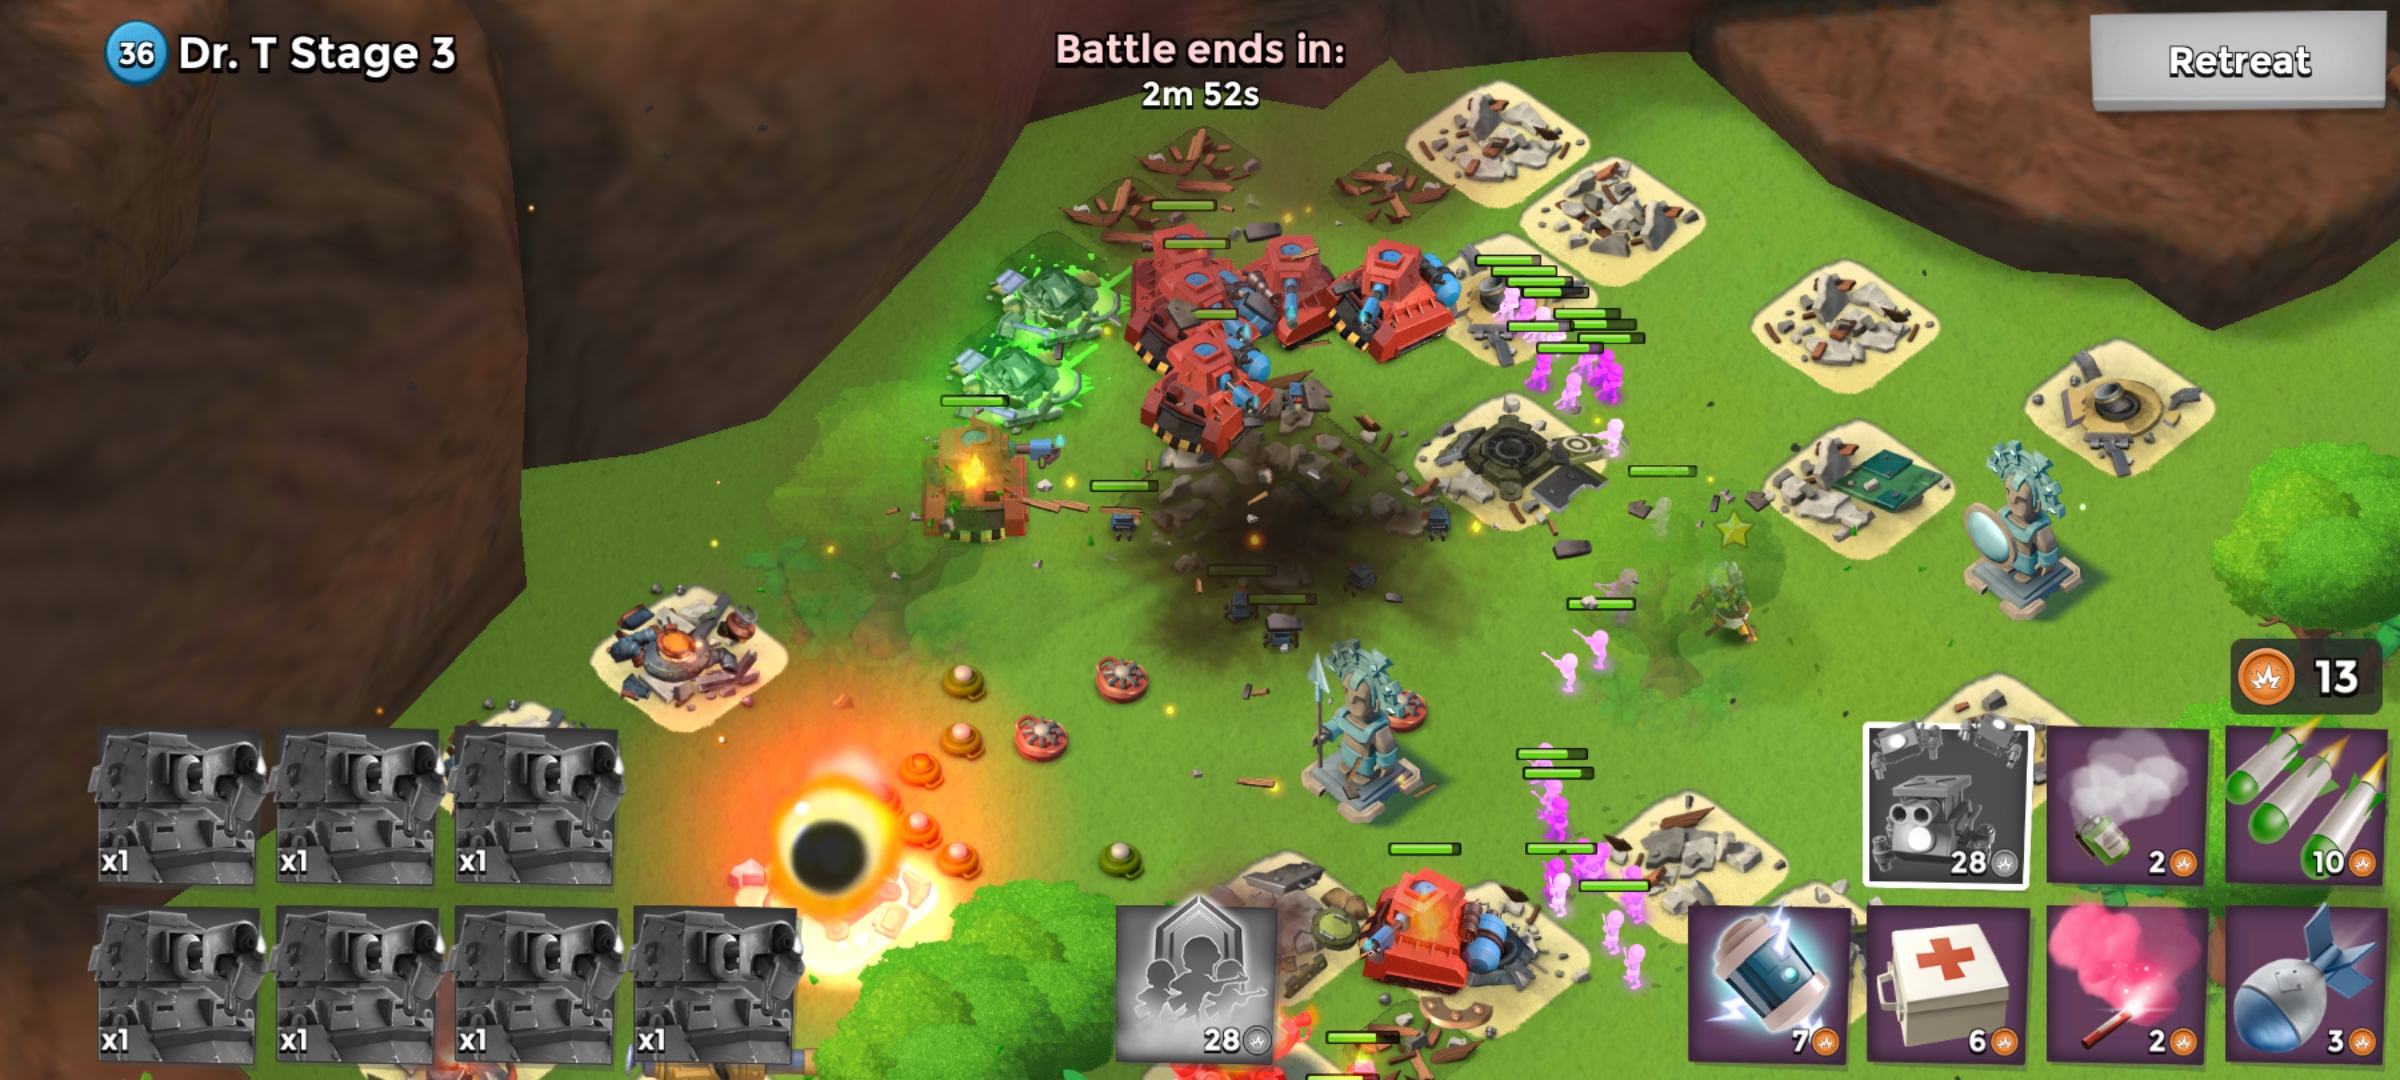 36 Dr. T Stage 3
Battle ends in:
2m 52s
Retreat
13
x1 x1 x1
28 2 10
x1 x1 x1 x1
28
7 6 2 3